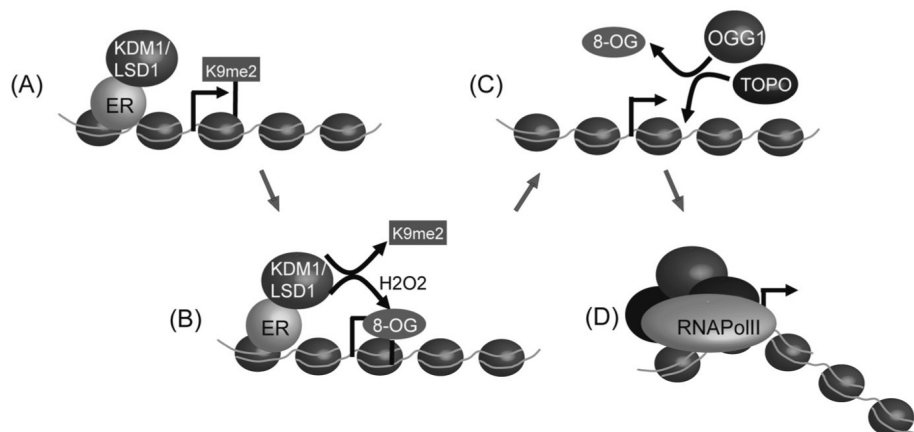 (A)
KDM1/
LSD1
ER
K9me2
(B)
KDM1/
LSD1
ER
K9me2
H2O2
8-OG
(C)
8-OG
OGG1
TOPO
(D)
RNAPolII